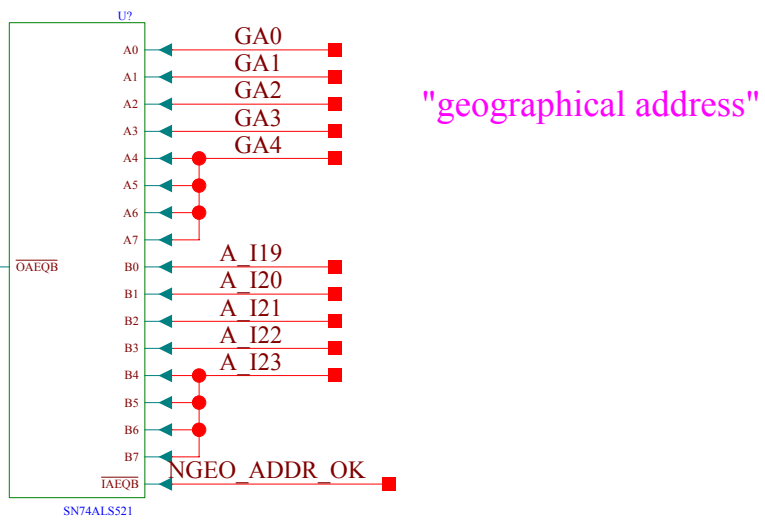 U?
A0 GA0
A1 GA1
A2 GA2
"geographical address"
A3 GA3
A4 GA4
A5
A6
A7
OAEQB B0 A_I19
B1 A_I20
B2 A_I21
B3 A_I22
B4 A_I23
B5
B6
B7
IAEQB NGEO_ADDR_OK
SN74ALS521